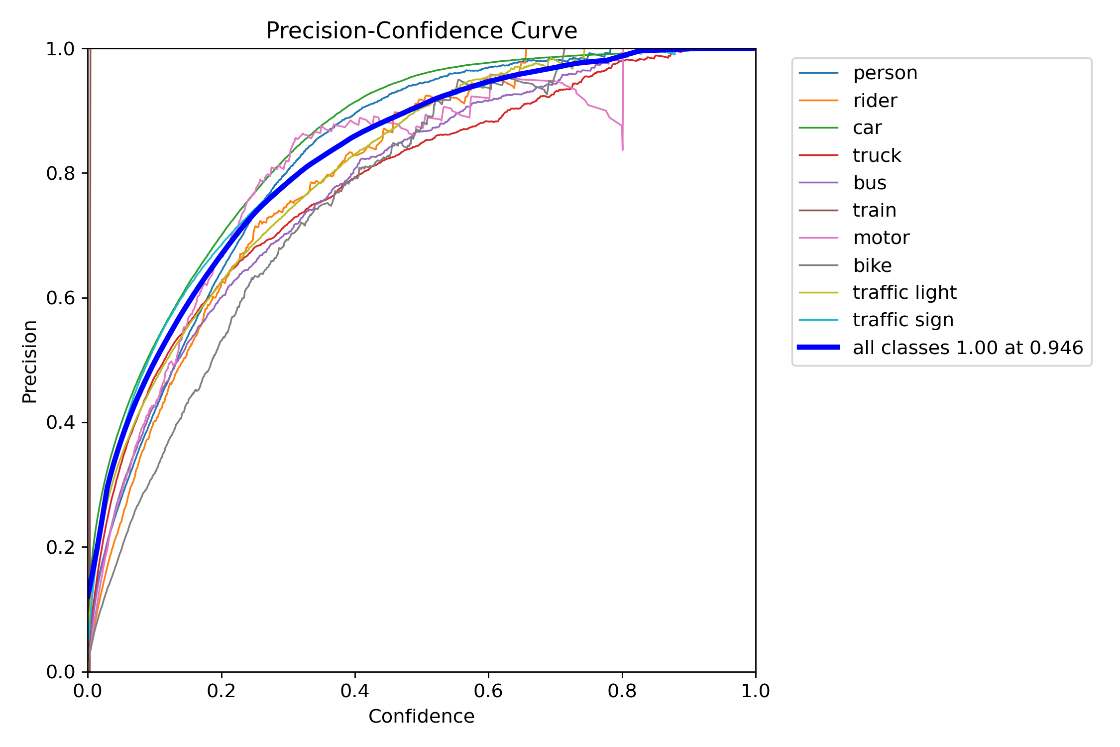 Precision-Confidence Curve
1.0
0.8
0.6
0.4
0.2
0.0
Precision
0.0 0.2 0.4 0.6 0.8 1.0
Confidence
person
rider
car
truck
bus
train
motor
bike
traffic light
traffic sign
all classes 1.00 at 0.946